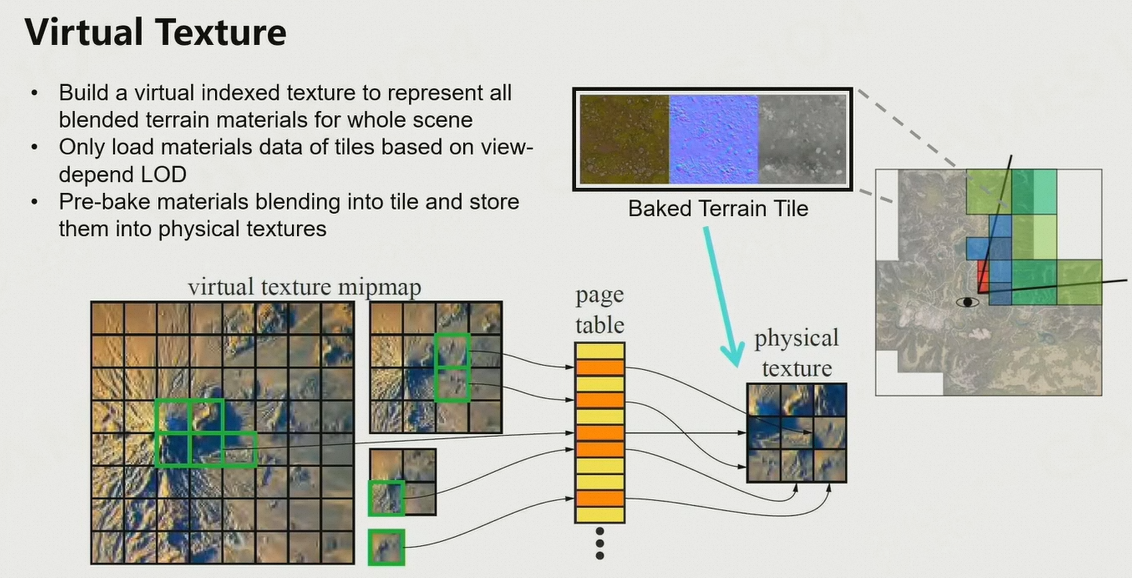 Virtual Texture
• Build a virtual indexed texture to represent all
blended terrain materials for whole scene
• Only load materials data of tiles based on view-
depend LOD
• Pre-bake materials blending into tile and store
them into physical textures
Baked Terrain Tile
virtual texture mipmap
page
table
physical
texture